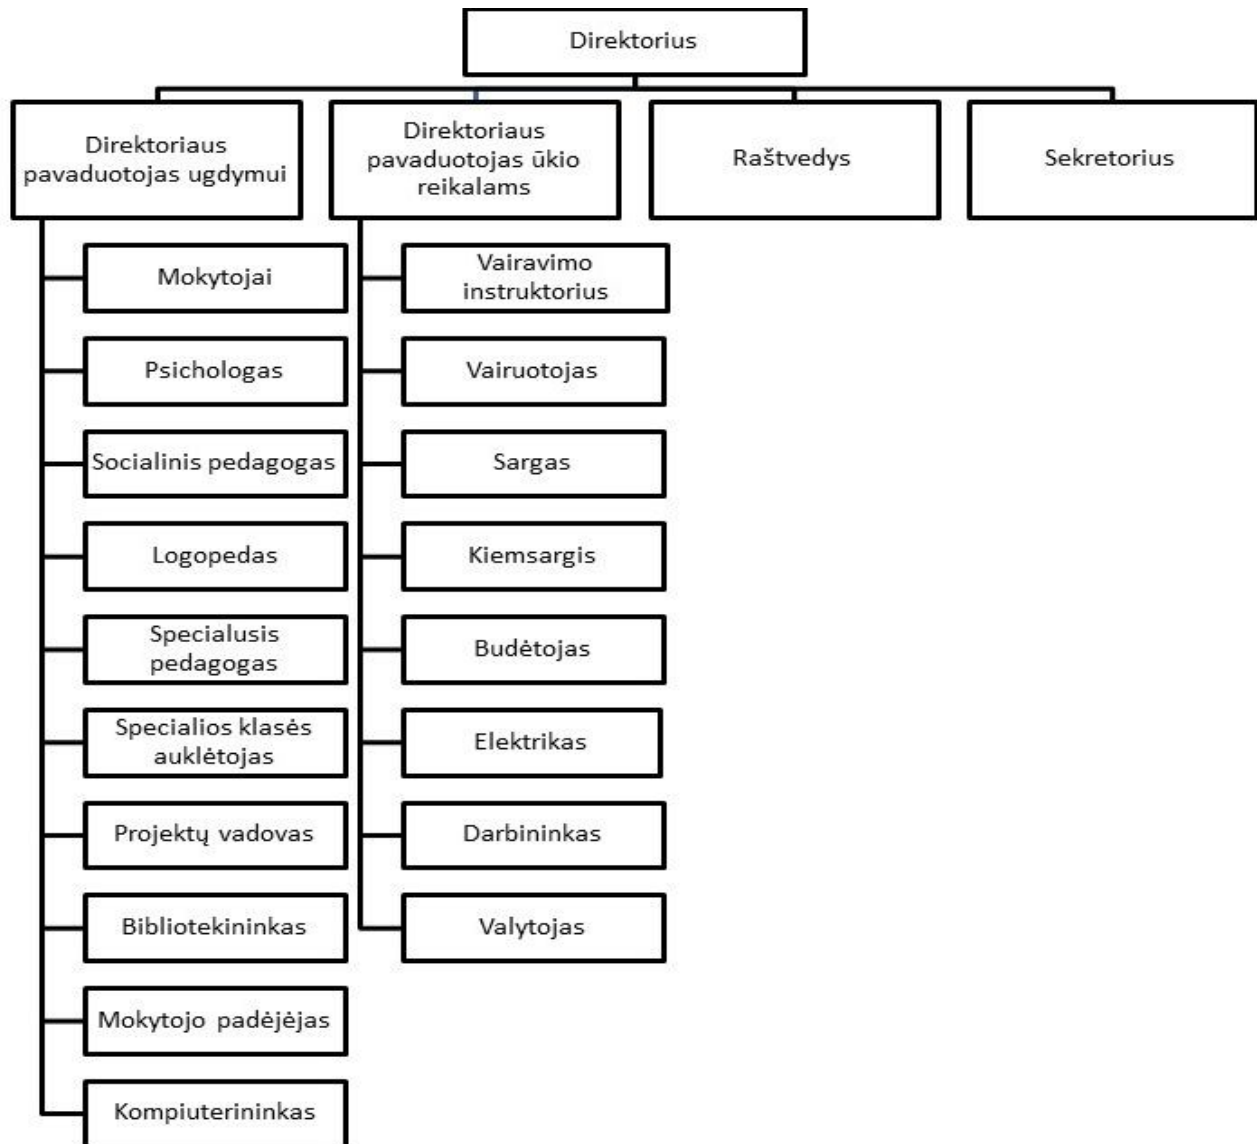 Direktorius
Direktoriaus
pavaduotojas ugdymui
Direktoriaus
pavaduotojas ūkio
reikalams
Raštvedys
Sekretorius
Mokytojai
Psichologas
Socialinis pedagogas
Logopedas
Specialusis
pedagogas
Specialios klasės
auklėtojas
Projektų vadovas
Bibliotekininkas
Mokytojo padėjėjas
Kompiuterininkas
Vairavimo
instruktorius
Vairuotojas
Sargas
Kiemsargis
Budėtojas
Elektrikas
Darbininkas
Valytojas